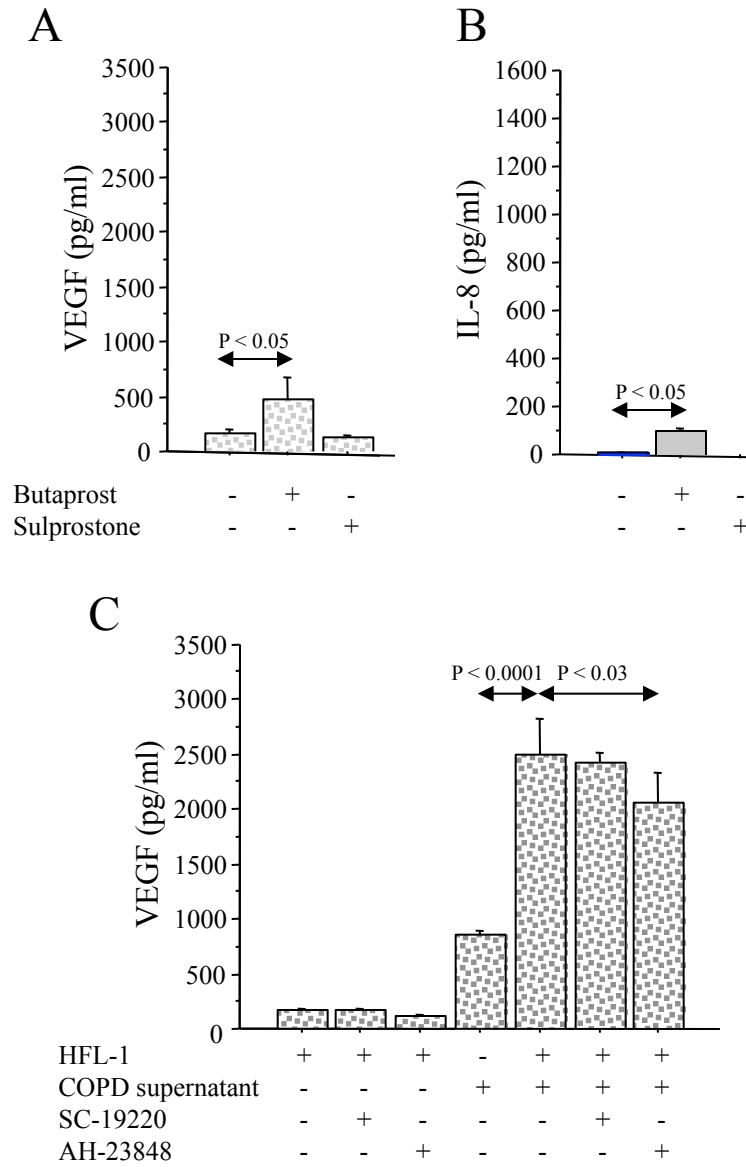 A
3500
3000
2500
2000
1500
1000
500
0
VEGF (pg/ml)
P < 0.05
Butaprost - + -
Sulprostone - - +
B
1600
1400
1200
1000
800
600
400
200
0
IL-8 (pg/ml)
P < 0.05
- + -
- - +
C
3500
3000
2500
2000
1500
1000
500
0
VEGF (pg/ml)
P < 0.0001 P < 0.03
HFL-1 + + + - + + +
COPD supernatant - - - + + + +
SC-19220 - + - - - + -
AH-23848 - - + - - - +